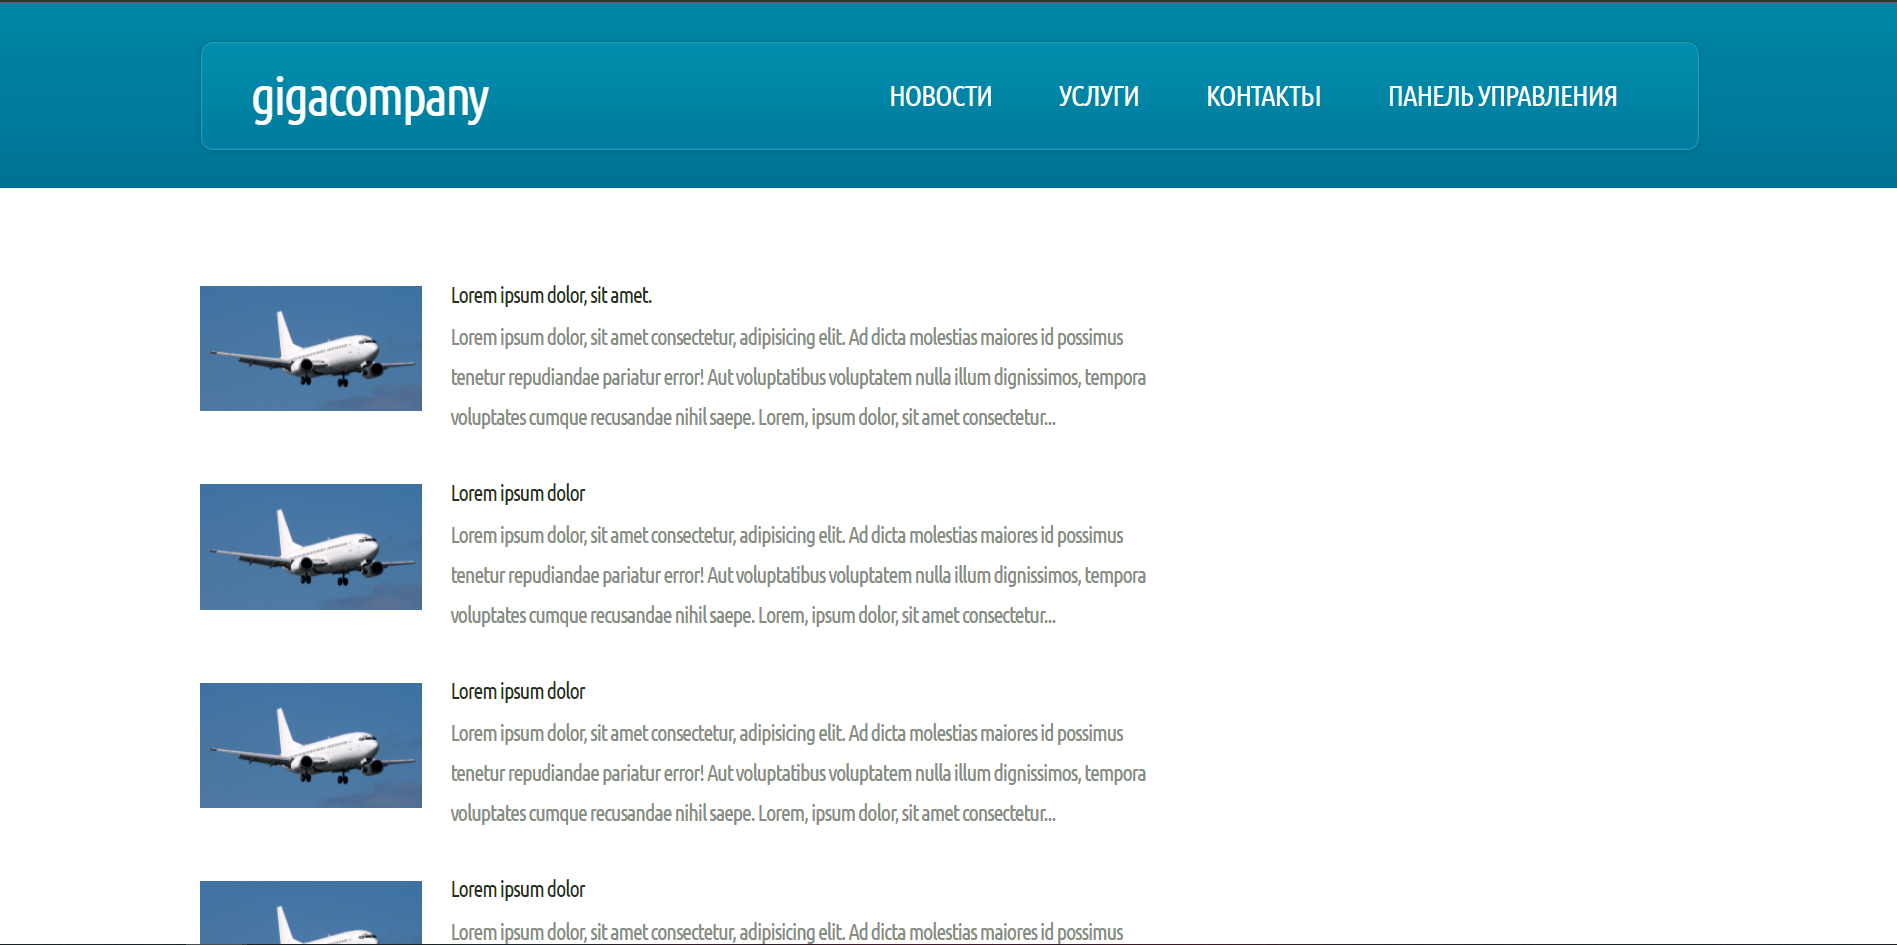 gigacompany
НОВОСТИ УСЛУГИ КОНТАКТЫ ПАНЕЛЬ УПРАВЛЕНИЯ
Lorem ipsum dolor, sit amet.
Lorem ipsum dolor, sit amet consectetur, adipisicing elit. Ad dicta molestias maiores id possimus
tenetur repudiandae pariatur error! Aut voluptatibus voluptatem nulla illum dignissimos, tempora
voluptates cumque recusandae nihil saepe. Lorem, ipsum dolor, sit amet consectetur...
Lorem ipsum dolor
Lorem ipsum dolor, sit amet consectetur, adipisicing elit. Ad dicta molestias maiores id possimus
tenetur repudiandae pariatur error! Aut voluptatibus voluptatem nulla illum dignissimos, tempora
voluptates cumque recusandae nihil saepe. Lorem, ipsum dolor, sit amet consectetur...
Lorem ipsum dolor
Lorem ipsum dolor, sit amet consectetur, adipisicing elit. Ad dicta molestias maiores id possimus
tenetur repudiandae pariatur error! Aut voluptatibus voluptatem nulla illum dignissimos, tempora
voluptates cumque recusandae nihil saepe. Lorem, ipsum dolor, sit amet consectetur...
Lorem ipsum dolor
Lorem ipsum dolor, sit amet consectetur, adipisicing elit. Ad dicta molestias maiores id possimus